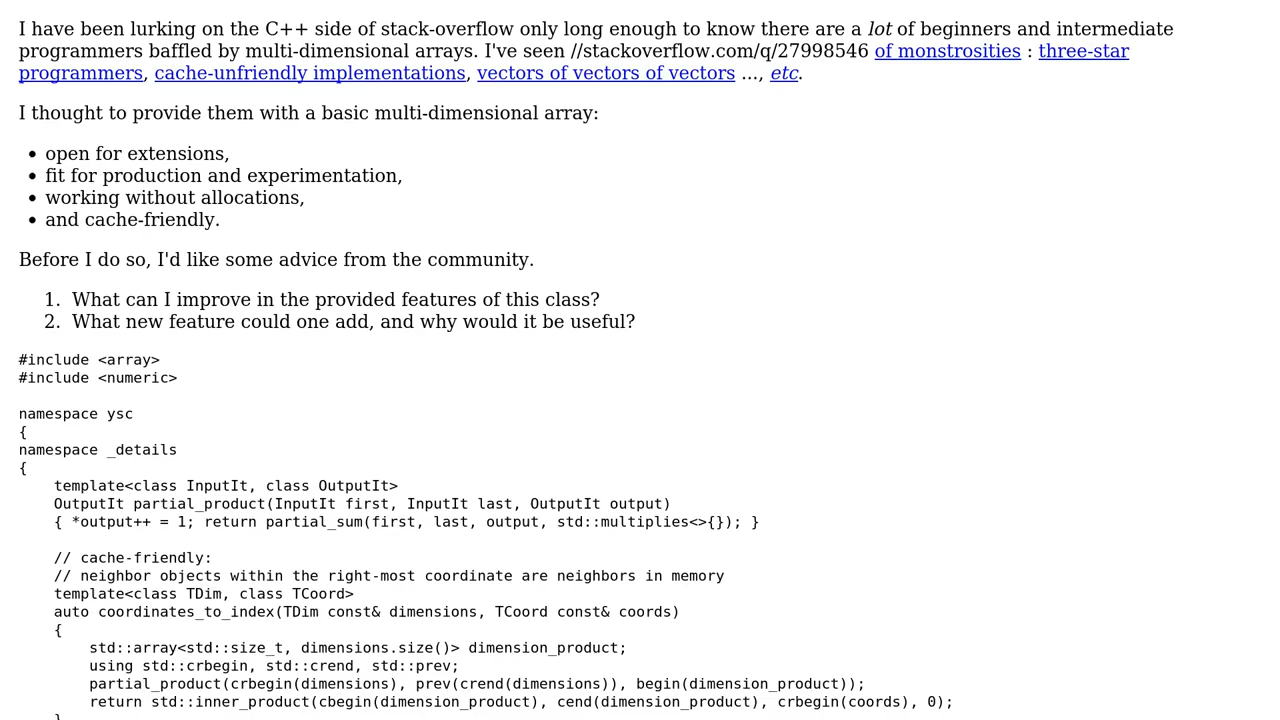 I have been lurking on the C++ side of stack-overflow only long enough to know there are a lot of beginners and intermediate
programmers baffled by multi-dimensional arrays. I've seen //stackoverflow.com/q/27998546 of monstrosities : three-star
programmers, cache-unfriendly implementations, vectors of vectors of vectors ..., etc.
I thought to provide them with a basic multi-dimensional array:
• open for extensions,
• fit for production and experimentation,
• working without allocations,
• and cache-friendly.
Before I do so, I'd like some advice from the community.
1. What can I improve in the provided features of this class?
2. What new feature could one add, and why would it be useful?
#include <array>
#include <numeric>
namespace ysc
{
namespace _details
{
    template<class InputIt, class OutputIt>
    OutputIt partial_product(InputIt first, InputIt last, OutputIt output)
    { *output++ = 1; return partial_sum(first, last, output, std::multiplies<>{}); }
    // cache-friendly:
    // neighbor objects within the right-most coordinate are neighbors in memory
    template<class TDim, class TCoord>
    auto coordinates_to_index(TDim const& dimensions, TCoord const& coords)
    {
        std::array<std::size_t, dimensions.size()> dimension_product;
        using std::crbegin, std::crend, std::prev;
        partial_product(crbegin(dimensions), prev(crend(dimensions)), begin(dimension_product));
        return std::inner_product(cbegin(dimension_product), cend(dimension_product), crbegin(coords), 0);
    }